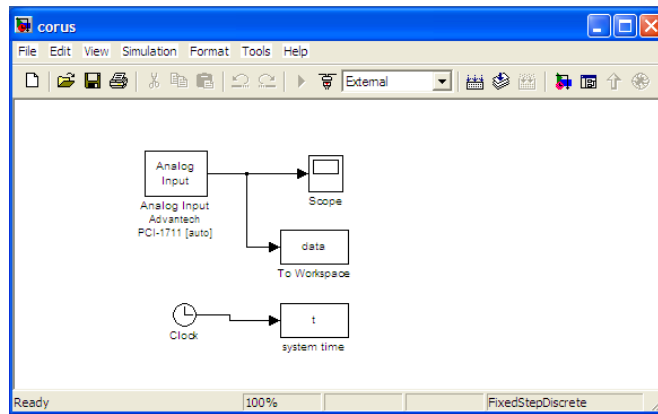 corus
File Edit View Simulation Format Tools Help
External
Analog
Input
Analog Input
Advantech
PCI-1711 [auto]
Scope
data
To Workspace
Clock
t
system time
Ready 100% FixedStepDiscrete